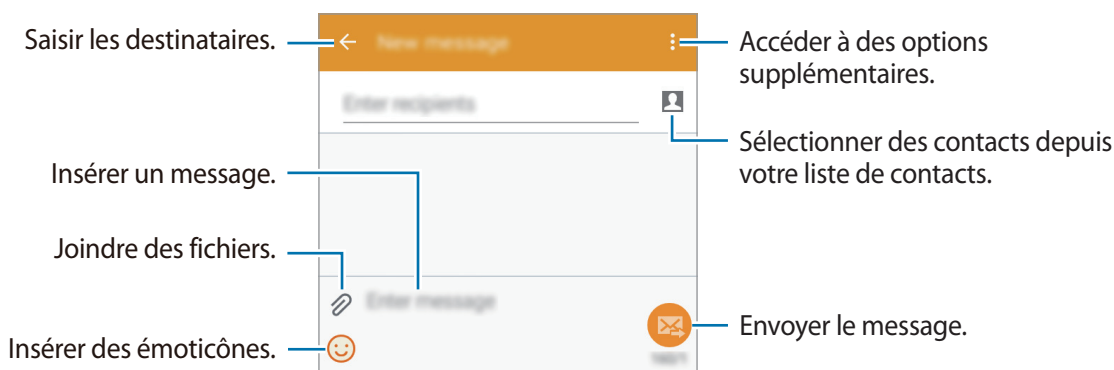 Saisir les destinataires.
New message
Accéder à des options
supplémentaires.
Enter recipients
Sélectionner des contacts depuis
votre liste de contacts.
Insérer un message.
Joindre des fichiers.
Enter message
Envoyer le message.
Insérer des émoticônes.